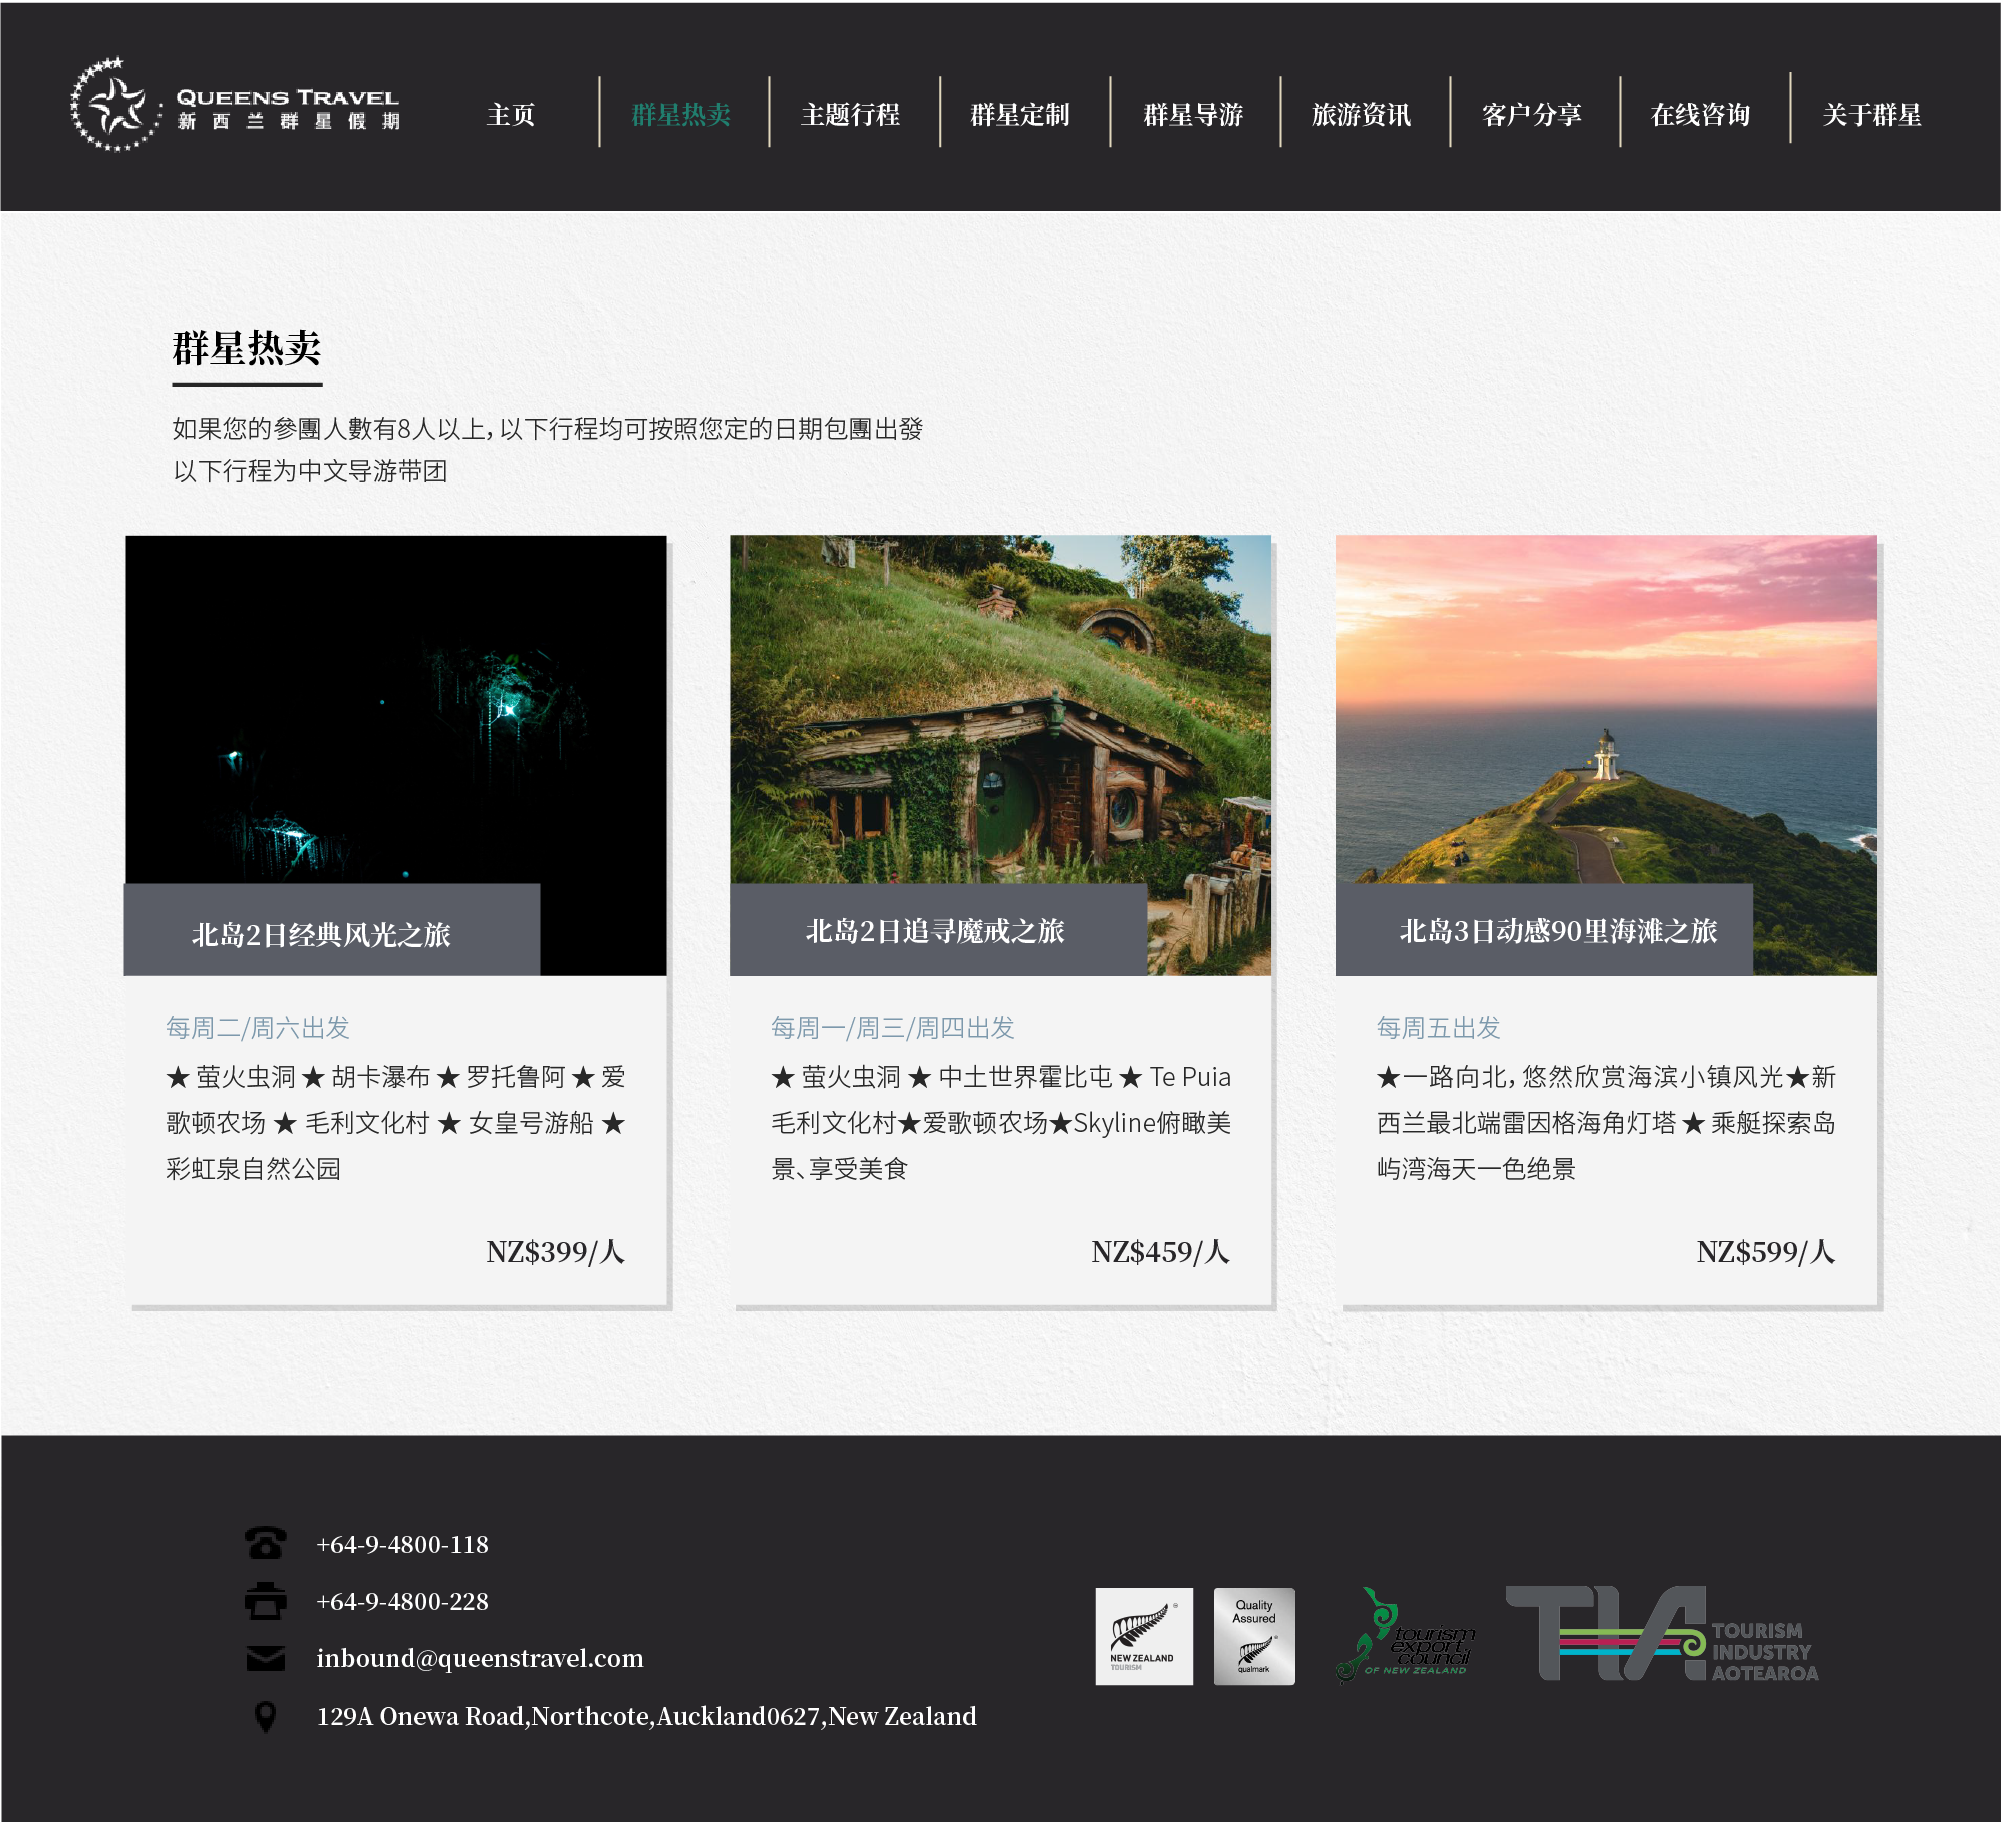 QUEENS TRAVEL
新西兰群星假期
主页
群星热卖
主题行程
群星定制
群星导游
旅游资讯
客户分享
在线咨询
关于群星
群星热卖
如果您的參團人數有8人以上，以下行程均可按照您定的日期包團出發
以下行程为中文导游带团
北岛2日经典风光之旅
每周二/周六出发
★ 萤火虫洞 ★ 胡卡瀑布 ★ 罗托鲁阿 ★ 爱
歌顿农场 ★ 毛利文化村 ★ 女皇号游船 ★
彩虹泉自然公园
NZ$399/人
北岛2日追寻魔戒之旅
每周一/周三/周四出发
★ 萤火虫洞 ★ 中土世界霍比屯 ★ Te Puia
毛利文化村★爱歌顿农场★Skyline俯瞰美
景、享受美食
NZ$459/人
北岛3日动感90里海滩之旅
每周五出发
★一路向北，悠然欣赏海滨小镇风光★新
西兰最北端雷因格海角灯塔 ★ 乘艇探索岛
屿湾海天一色绝景
NZ$599/人
+64-9-4800-118
+64-9-4800-228
inbound@queenstravel.com
129A Onewa Road,Northcote,Auckland0627,New Zealand
NEW ZEALAND
TOURISM
Quality
Assured
qualmark
tourism
export
council
OF NEW ZEALAND
TIA
TOURISM
INDUSTRY
AOTEAROA